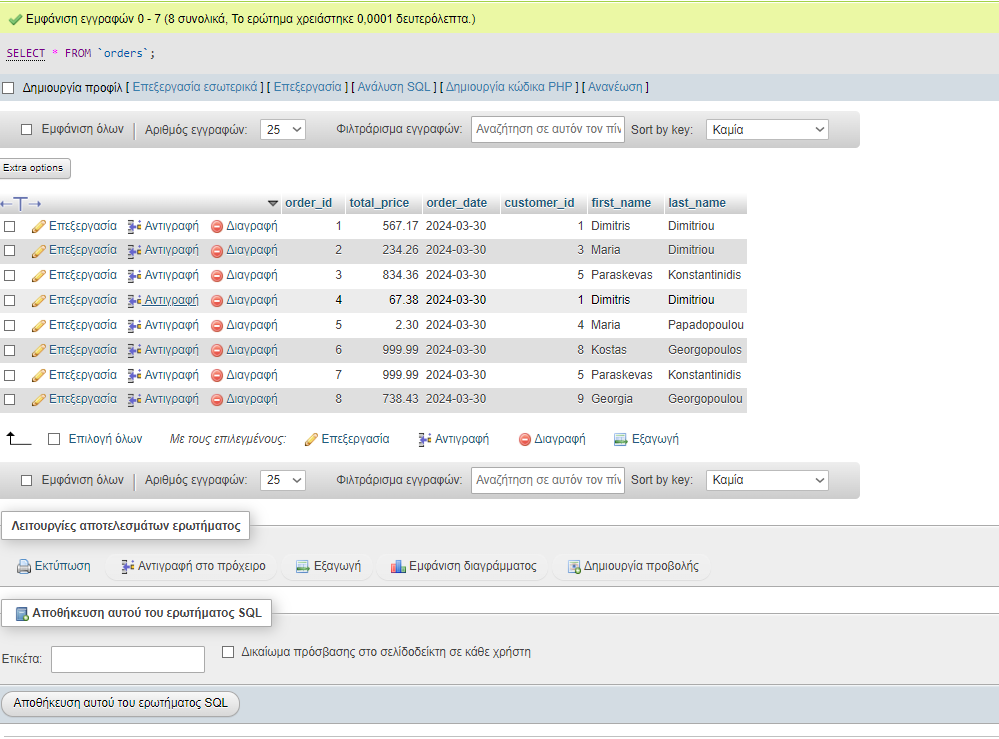 Εμφάνιση εγγραφών 0 - 7 (8 συνολικά, Το ερώτημα χρειάστηκε 0,0001 δευτερόλεπτα.)
SELECT * FROM `orders`;
Δημιουργία προφίλ [ Επεξεργασία εσωτερικά ] [ Επεξεργασία ] [ Ανάλυση SQL ] [ Δημιουργία κώδικα PHP ] [ Ανανέωση ]
Εμφάνιση όλων | Αριθμός εγγραφών: 25 Φιλτράρισμα εγγραφών: Αναζήτηση σε αυτόν τον πίν Sort by key: Καμία
Extra options
←T→ order_id total_price order_date customer_id first_name last_name
Επεξεργασία Αντιγραφή Διαγραφή 1 567.17 2024-03-30 1 Dimitris Dimitriou
Επεξεργασία Αντιγραφή Διαγραφή 2 234.26 2024-03-30 3 Maria Dimitriou
Επεξεργασία Αντιγραφή Διαγραφή 3 834.36 2024-03-30 5 Paraskevas Konstantinidis
Επεξεργασία Αντιγραφή Διαγραφή 4 67.38 2024-03-30 1 Dimitris Dimitriou
Επεξεργασία Αντιγραφή Διαγραφή 5 2.30 2024-03-30 4 Maria Papadopoulou
Επεξεργασία Αντιγραφή Διαγραφή 6 999.99 2024-03-30 8 Kostas Georgopoulos
Επεξεργασία Αντιγραφή Διαγραφή 7 999.99 2024-03-30 5 Paraskevas Konstantinidis
Επεξεργασία Αντιγραφή Διαγραφή 8 738.43 2024-03-30 9 Georgia Georgopoulou
Επιλογή όλων Με τους επιλεγμένους: Επεξεργασία Αντιγραφή Διαγραφή Εξαγωγή
Εμφάνιση όλων | Αριθμός εγγραφών: 25 Φιλτράρισμα εγγραφών: Αναζήτηση σε αυτόν τον πίν Sort by key: Καμία
Λειτουργίες αποτελεσμάτων ερωτήματος
Εκτύπωση Αντιγραφή στο πρόχειρο Εξαγωγή Εμφάνιση διαγράμματος Δημιουργία προβολής
Αποθήκευση αυτού του ερωτήματος SQL
Ετικέτα: Δικαίωμα πρόσβασης στο σελίδοδείκτη σε κάθε χρήστη
Αποθήκευση αυτού του ερωτήματος SQL